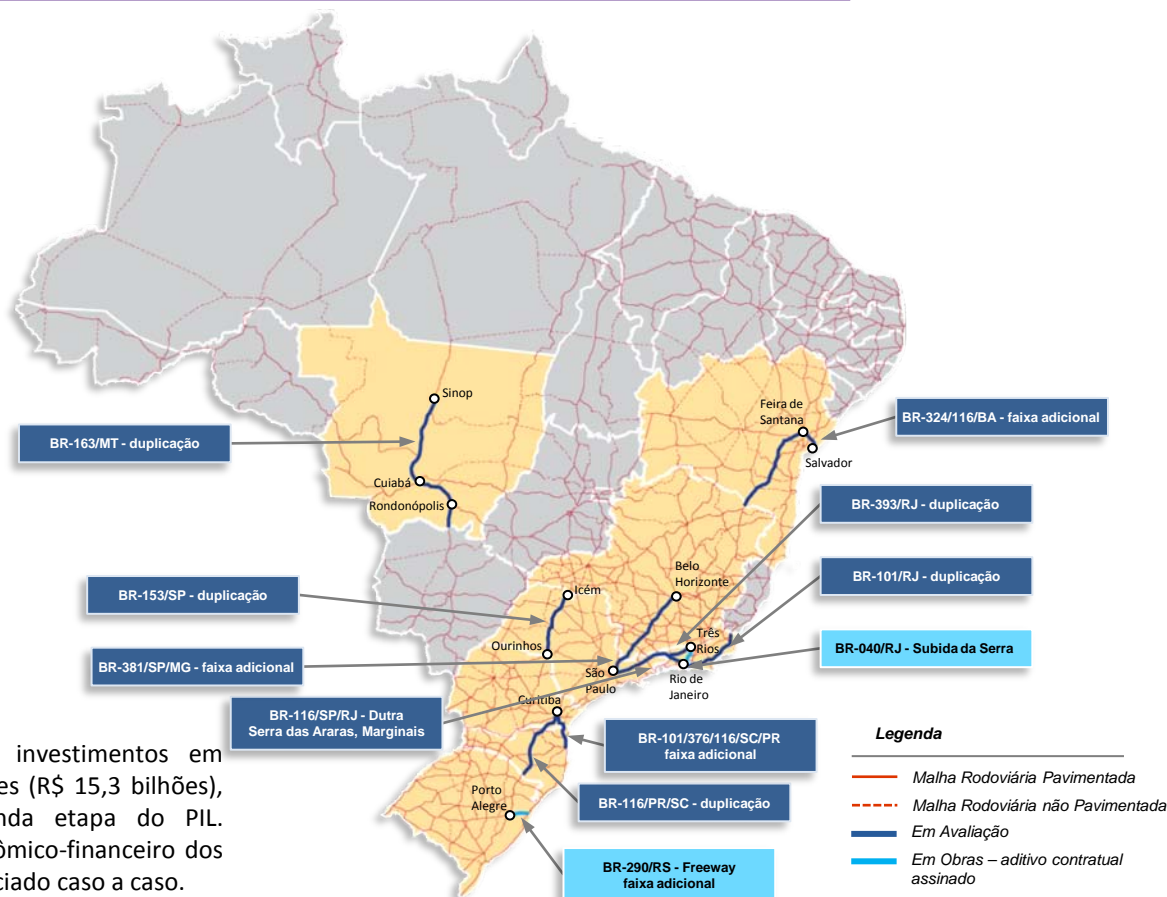 Sinop
Feira de
Santana
BR-324/116/BA - faixa adicional
BR-163/MT - duplicação
Salvador
Cuiabá
Rondonópolis
BR-393/RJ - duplicação
Belo
Horizonte
BR-101/RJ - duplicação
BR-153/SP - duplicação
Icém
Ourinhos
Três
Rios
BR-040/RJ - Subida da Serra
BR-381/SP/MG - faixa adicional
São
Paulo
Rio de
Janeiro
Curitiba
BR-116/SP/RJ - Dutra
Serra das Araras, Marginais
BR-101/376/116/SC/PR
faixa adicional
Porto
Alegre
BR-116/PR/SC - duplicação
BR-290/RS - Freeway
faixa adicional
investimentos em
es (R$ 15,3 bilhões),
nda etapa do PIL.
ômico-financeiro dos
ciado caso a caso.
Legenda
Malha Rodoviária Pavimentada
Malha Rodoviária não Pavimentada
Em Avaliação
Em Obras – aditivo contratual
assinado